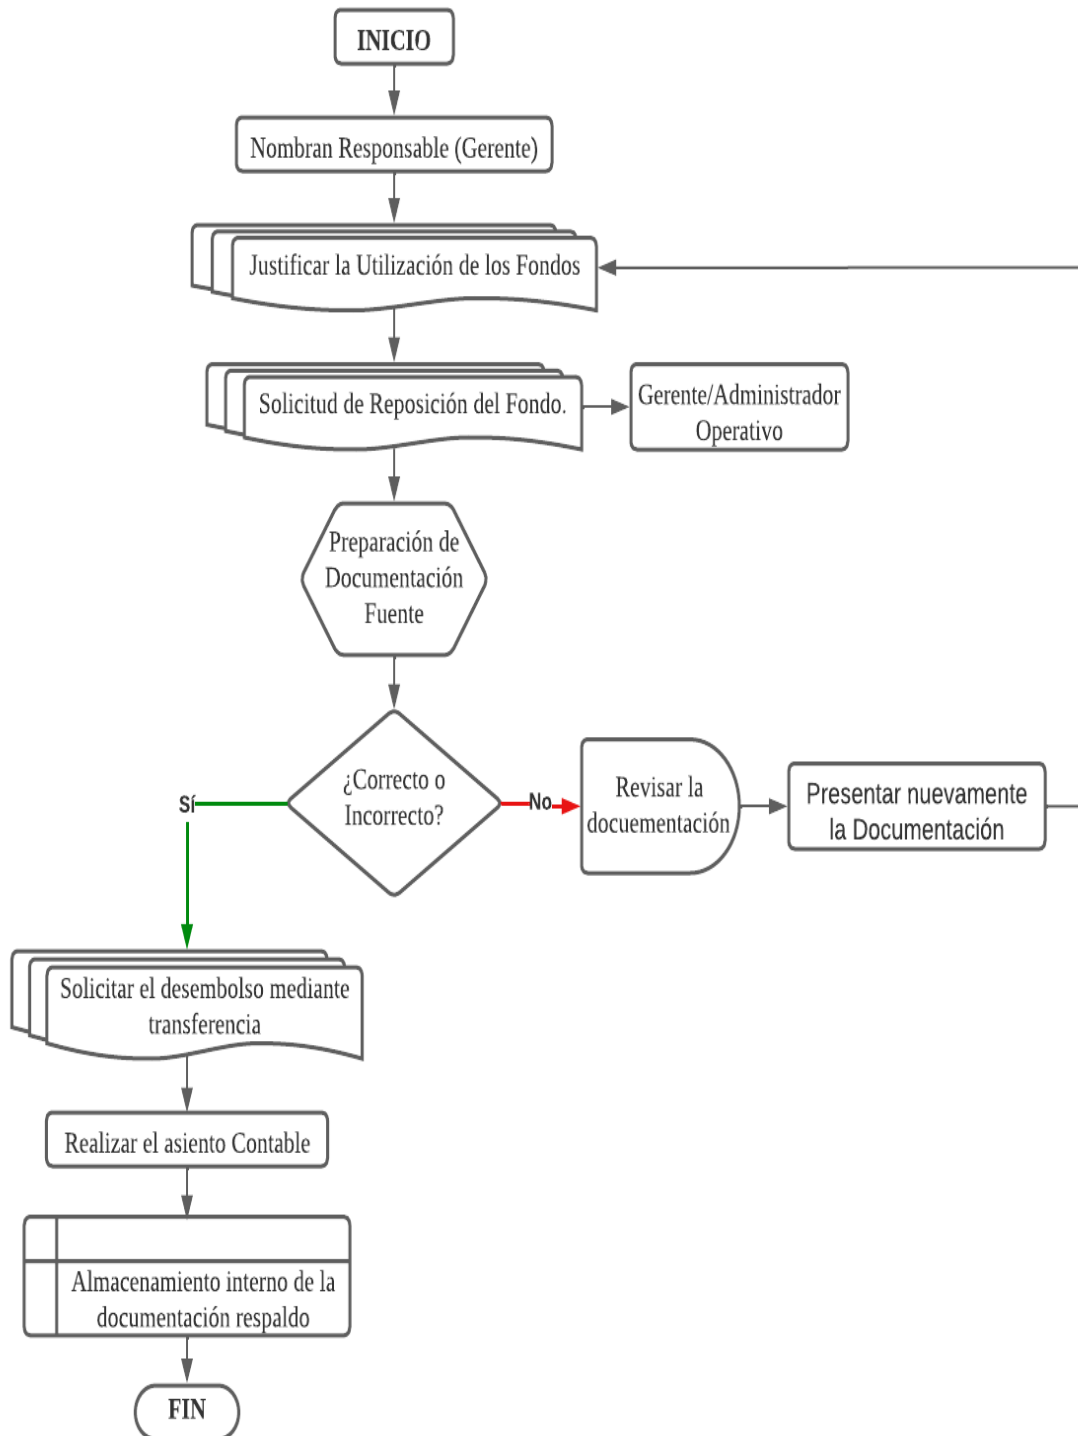 INICIO
Nombran Responsable (Gerente)
Justificar la Utilización de los Fondos
Solicitud de Reposición del Fondo.
Gerente/Administrador
Operativo
Preparación de
Documentación
Fuente
¿Correcto o
Incorrecto?
Sí
No
Revisar la
docuementación
Presentar nuevamente
la Documentación
Solicitar el desembolso mediante
transferencia
Realizar el asiento Contable
Almacenamiento interno de la
documentación respaldo
FIN